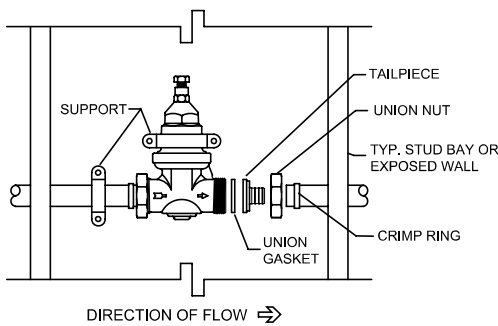 TAILPIECE
SUPPORT
UNION NUT
TYP. STUD BAY OR
EXPOSED WALL
CRIMP RING
UNION
GASKET
DIRECTION OF FLOW